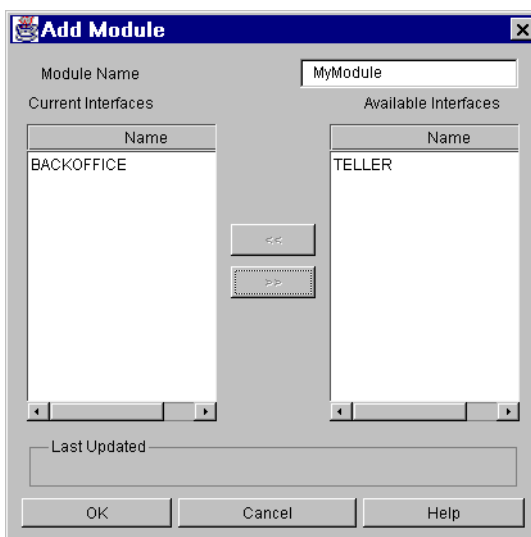 Add Module
Module Name MyModule
Current Interfaces Available Interfaces
Name Name
BACKOFFICE TELLER
<<
>>
Last Updated
OK Cancel Help